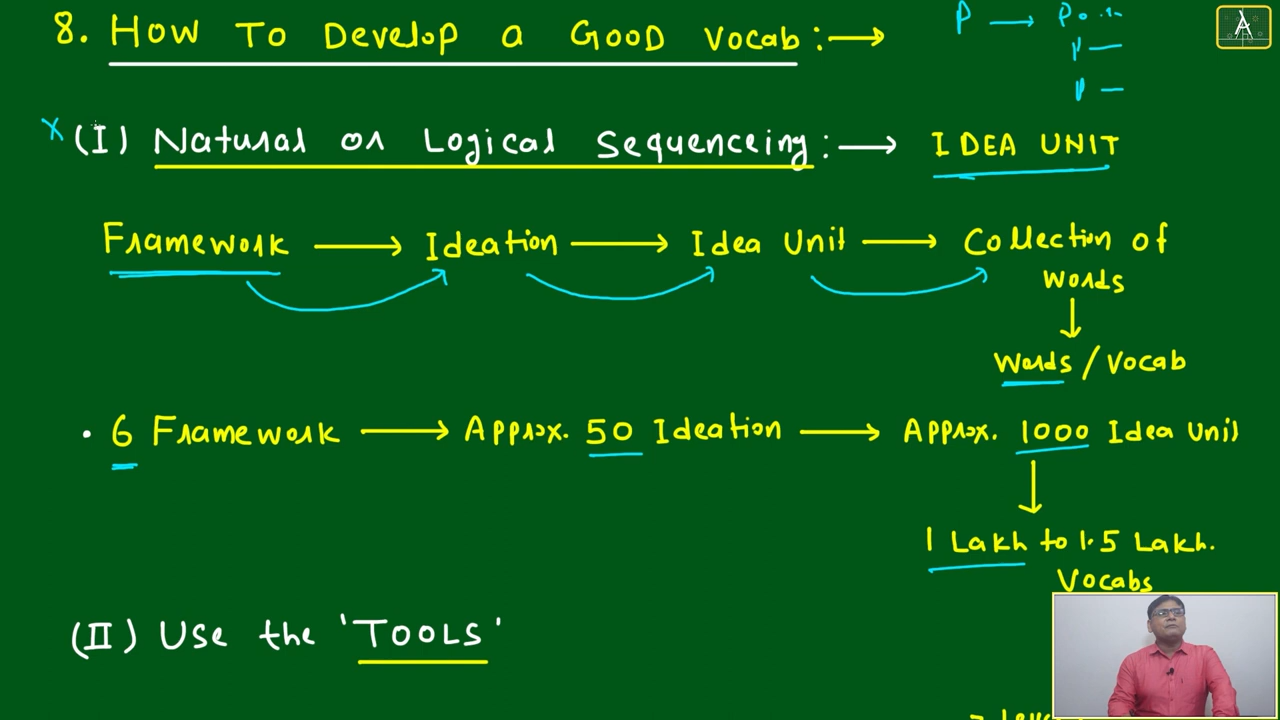 8. How To Develop a Good Vocab :→
P →
P
P
(I) Natural or Logical Sequenceing :→ IDEA UNIT
Framework → Ideation → Idea Unit → Collection of
words
↓
Words / Vocab
• 6 Framework → Approx. 50 Ideation → Approx. 1000 Idea Unit
↓
1 Lakh to 1.5 Lakh.
Vocabs
(II) Use the 'TOOLS'